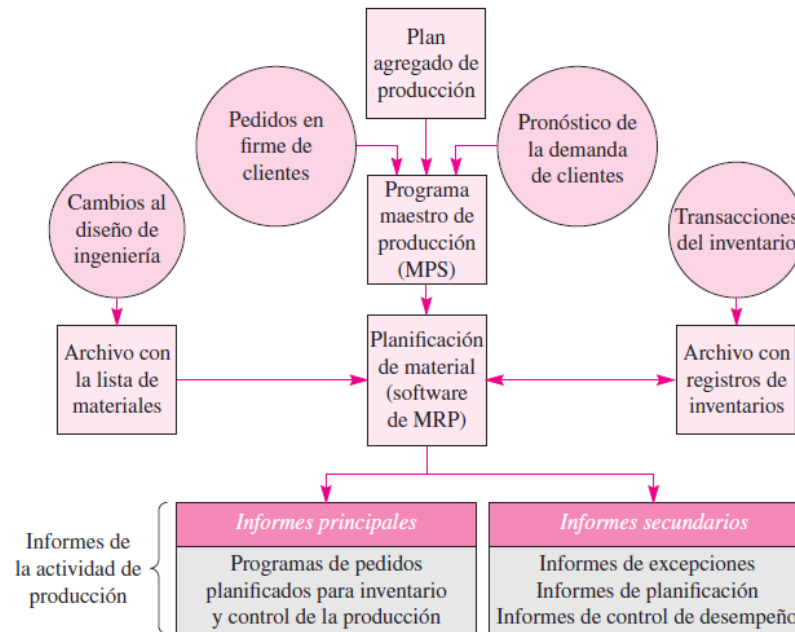 Plan
agregado de
producción
Pedidos en
firme de
clientes
Pronóstico de
la demanda
de clientes
Cambios al
diseño de
ingeniería
Programa
maestro de
producción
(MPS)
Transacciones
del inventario
Archivo con
la lista de
materiales
Planificación
de material
(software
de MRP)
Archivo con
registros de
inventarios
Informes de
la actividad de
producción
Informes principales
Programas de pedidos
planificados para inventario
y control de la producción
Informes secundarios
Informes de excepciones
Informes de planificación
Informes de control de desempeño